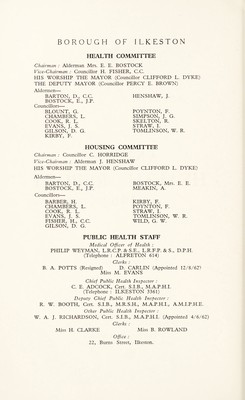 BOROUGH OF ILKESTON
HEALTH COMMITTEE
Chairman : Alderman Mrs. E. E. BOSTOCK
Vice-Chairman : Councillor H. FISHER, C.C.
HIS WORSHIP THE MAYOR (Councillor CLIFFORD L. DYKE)
THE DEPUTY MAYOR (Councillor PERCY E. BROWN)
Aldermen—
BARTON, D., C.C. HENSHAW, J.
BOSTOCK, E., J.P.
Councillors—
BLOUNT, G. POYNTON, F.
CHAMBERS, L. SIMPSON, J. G.
COOK, R. L. SKELTON, R.
EVANS, J. S. STRAW, I.
GILSON, D. G. TOMLINSON, W. R.
KIRBY, F.
HOUSING COMMITTEE
Chairman : Councillor C. HORRIDGE
Vice-Chairman : Alderman J. HENSHAW
HIS WORSHIP THE MAYOR (Councillor CLIFFORD L. DYKE)
Aldermen—
BARTON, D., C.C. BOSTOCK, Mrs. E. E.
BOSTOCK, E., J.P. MEAKIN, A.
Councillors—
BARBER, H. KIRBY, F.
CHAMBERS, L. POYNTON, F.
COOK, R. L. STRAW, I.
EVANS, J. S. TOMLINSON, W. R.
FISHER, H., C.C. WILD, G. W.
GILSON, D. G.
PUBLIC HEALTH STAFF
Medical Officer of Health :
PHILIP WEYMAN, L.R.C.P. & S.E., L.R.F.P. & S., D.P.H.
(Telephone : ALFRETON 614)
Clerks :
B. A. POTTS (Resigned) D. CARLIN (Appointed 12/8/62)
Miss M. EVANS
Chief Public Health Inspector :
C. E. ADCOCK, Cert. S.I.B., M.A.P.H.I.
(Telephone : ILKESTON 3361)
Deputy Chief Public Health Inspector :
R. W. BOOTH, Cert. S.I.B., M.R.S.H., M.A.P.H.I., A.M.I.P.H.E.
Other Public Health Inspector :
W. A. J. RICHARDSON, Cert. S.I.B., M.A.P.H.I. (Appointed 4/6/62)
Clerks :
Miss H. CLARKE Miss B. ROWLAND
Office :
22, Burns Street, Ilkeston.